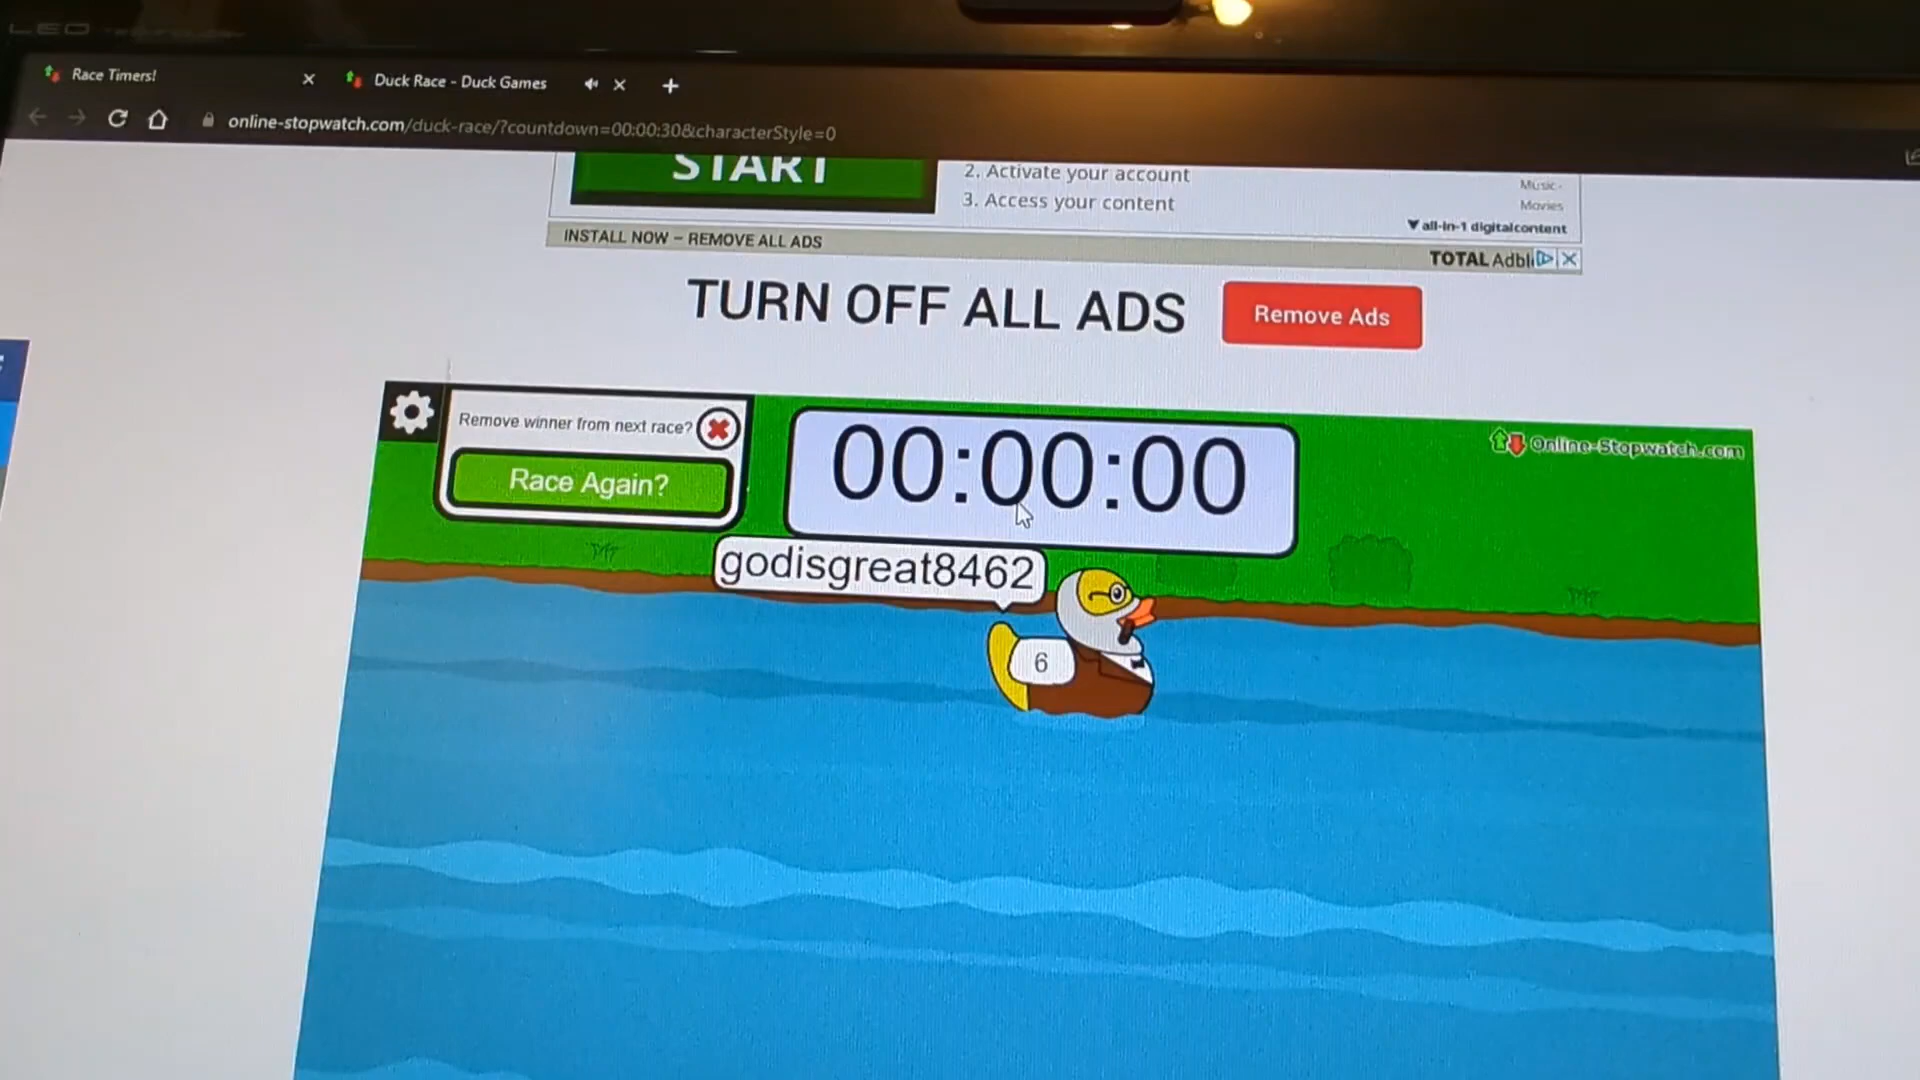 Race Timers!
Duck Race - Duck Games
online-stopwatch.com/duck-race/?countdown=00:00:30&characterStyle=0
START
2. Activate your account
3. Access your content
Music
Movies
all-in-1 digitalcontent
INSTALL NOW – REMOVE ALL ADS
TOTAL Adbl
TURN OFF ALL ADS
Remove Ads
Remove winner from next race?
Race Again?
00:00:00
Online-Stopwatch.com
godisgreat8462
6